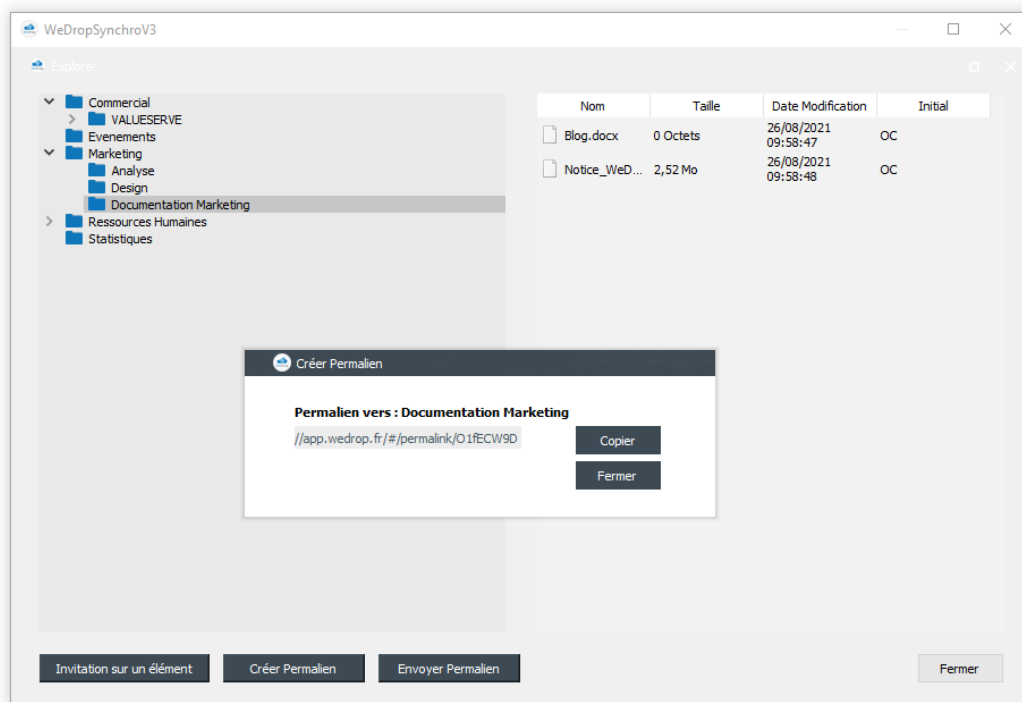 WeDropSynchroV3
Explorer
Commercial
VALUESERVE
Evenements
Marketing
Analyse
Design
Documentation Marketing
Ressources Humaines
Statistiques
Nom Taille Date Modification Initial
Blog.docx 0 Octets 26/08/2021 09:58:47 OC
Notice_WeD... 2,52 Mo 26/08/2021 09:58:48 OC
Créer Permalien
Permalien vers : Documentation Marketing
//app.wedrop.fr/#/permalink/O1fECW9D
Copier
Fermer
Invitation sur un élément Créer Permalien Envoyer Permalien Fermer